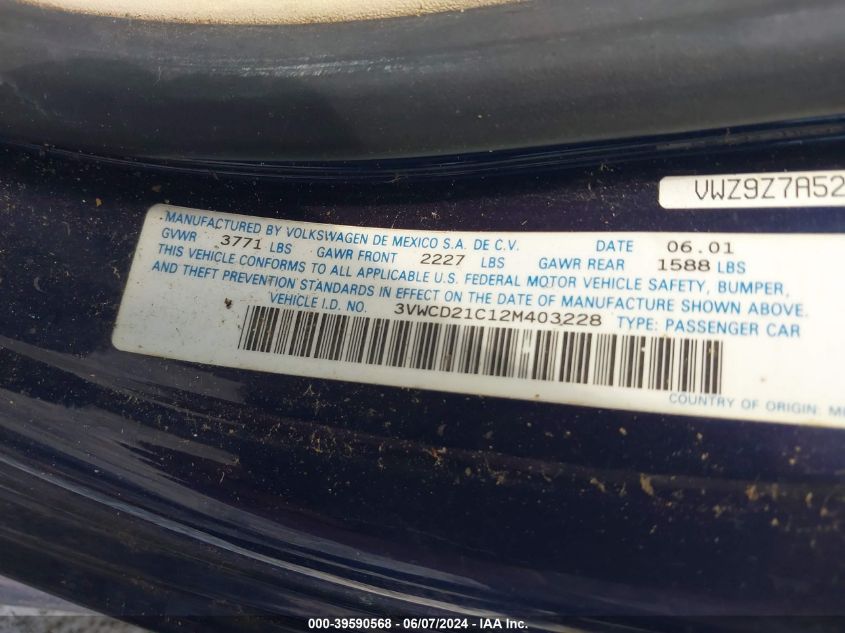 VWZ9Z7A52
MANUFACTURED BY VOLKSWAGEN DE MEXICO S.A. DE C.V. DATE 06.01
GVWR 3771 LBS GAWR FRONT 2227 LBS GAWR REAR 1588 LBS
THIS VEHICLE CONFORMS TO ALL APPLICABLE U.S. FEDERAL MOTOR VEHICLE SAFETY, BUMPER,
AND THEFT PREVENTION STANDARDS IN EFFECT ON THE DATE OF MANUFACTURE SHOWN ABOVE.
VEHICLE I.D. NO. 3VWCD21C12M403228 TYPE: PASSENGER CAR
COUNTRY OF ORIGIN:
000-39590568 - 06/07/2024 - IAA Inc.